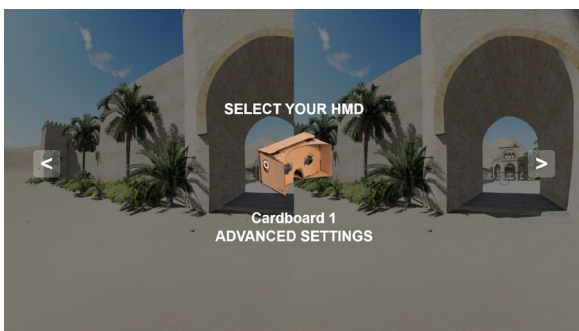 SELECT YOUR HMD
<
>
Cardboard 1
ADVANCED SETTINGS